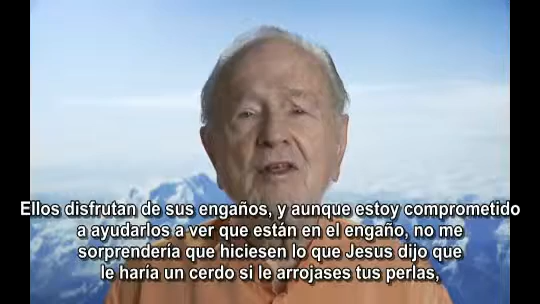 Ellos disfrutan de sus engaños, y aunque estoy comprometido
a ayudarlos a ver que están en el engaño, no me
sorprendería que hiciesen lo que Jesus dijo que
le haría un cerdo si le arrojases tus perlas,